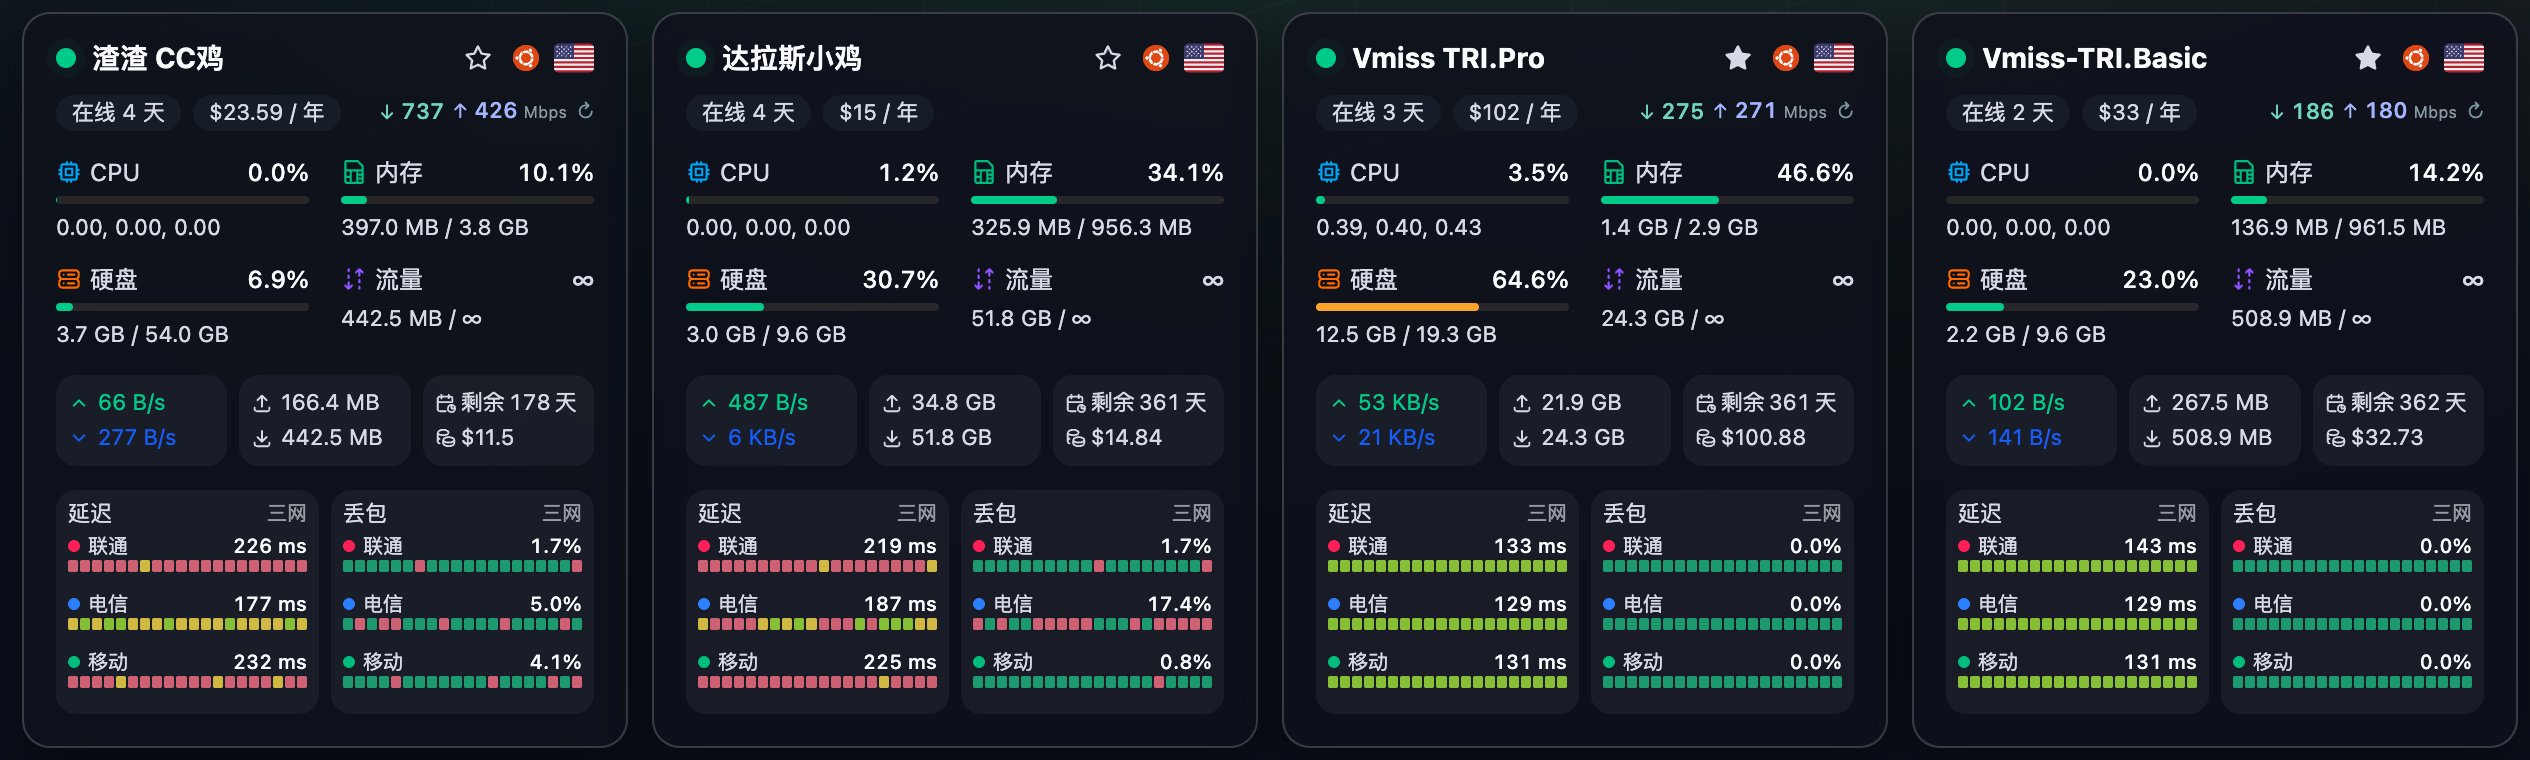 渣渣 CC鸡
在线 4 天 $23.59 / 年 ↓ 737 ↑ 426 Mbps
CPU 0.0% 内存 10.1%
0.00, 0.00, 0.00 397.0 MB / 3.8 GB
硬盘 6.9% 流量 ∞
3.7 GB / 54.0 GB 442.5 MB / ∞
66 B/s 166.4 MB 剩余 178 天
277 B/s 442.5 MB $11.5
延迟 三网 丢包 三网
联通 226 ms 联通 1.7%
电信 177 ms 电信 5.0%
移动 232 ms 移动 4.1%
达拉斯小鸡
在线 4 天 $15 / 年
CPU 1.2% 内存 34.1%
0.00, 0.00, 0.00 325.9 MB / 956.3 MB
硬盘 30.7% 流量 ∞
3.0 GB / 9.6 GB 51.8 GB / ∞
487 B/s 34.8 GB 剩余 361 天
6 KB/s 51.8 GB $14.84
延迟 三网 丢包 三网
联通 219 ms 联通 1.7%
电信 187 ms 电信 17.4%
移动 225 ms 移动 0.8%
Vmiss TRI.Pro
在线 3 天 $102 / 年 ↓ 275 ↑ 271 Mbps
CPU 3.5% 内存 46.6%
0.39, 0.40, 0.43 1.4 GB / 2.9 GB
硬盘 64.6% 流量 ∞
12.5 GB / 19.3 GB 24.3 GB / ∞
53 KB/s 21.9 GB 剩余 361 天
21 KB/s 24.3 GB $100.88
延迟 三网 丢包 三网
联通 133 ms 联通 0.0%
电信 129 ms 电信 0.0%
移动 131 ms 移动 0.0%
Vmiss-TRI.Basic
在线 2 天 $33 / 年 ↓ 186 ↑ 180 Mbps
CPU 0.0% 内存 14.2%
0.00, 0.00, 0.00 136.9 MB / 961.5 MB
硬盘 23.0% 流量 ∞
2.2 GB / 9.6 GB 508.9 MB / ∞
102 B/s 267.5 MB 剩余 362 天
141 B/s 508.9 MB $32.73
延迟 三网 丢包 三网
联通 143 ms 联通 0.0%
电信 129 ms 电信 0.0%
移动 131 ms 移动 0.0%